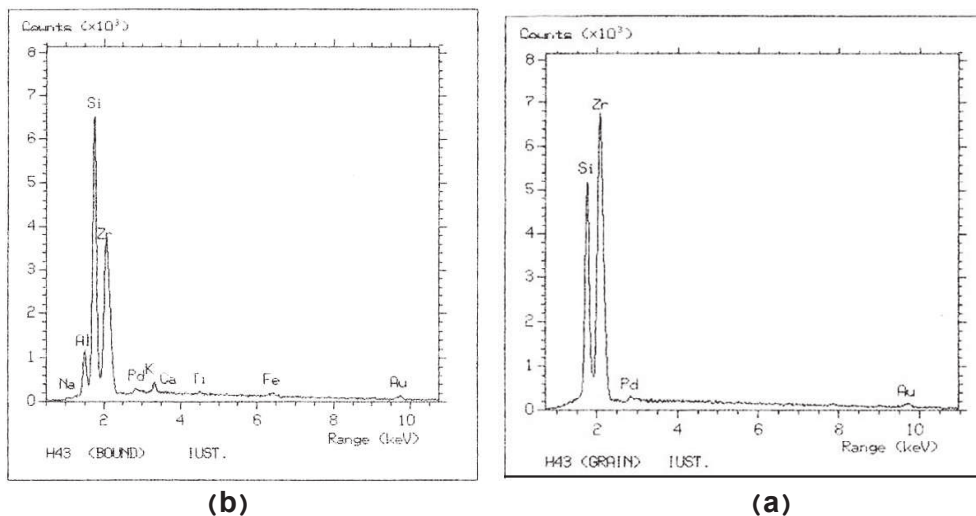 Counts (×10³)
8
7
6
5
4
3
2
1
0
Si
Zr
Al
Na
Pd
K
Ca
Ti
Fe
Au
2
4
6
8
10
Range (keV)
H43 (BOUND) IUST.
(b)
Counts (×10³)
8
7
6
5
4
3
2
1
0
Zr
Si
Pd
Au
2
4
6
8
10
Range (keV)
H43 (GRAIN) IUST.
(a)